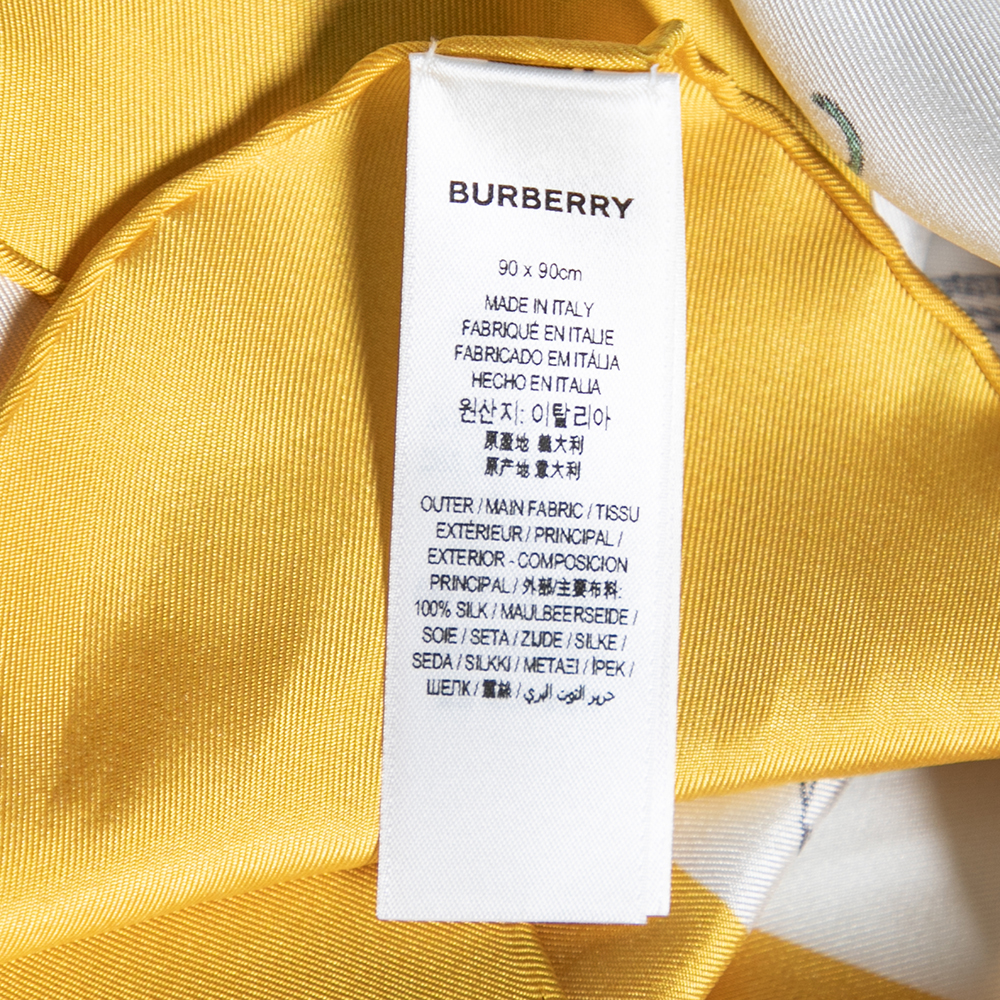 BURBERRY
90 x 90cm
MADE IN ITALY
FABRIQUÉ EN ITALIE
FABRICADO EM ITÁLIA
HECHO EN ITALIA
원산지: 이탈리아
原產地 義大利
原产地 意大利
OUTER / MAIN FABRIC / TISSU
EXTÉRIEUR / PRINCIPAL /
EXTERIOR - COMPOSICION
PRINCIPAL / 外部/主要布料:
100% SILK / MAULBEERSEIDE /
SOIE / SETA / ZIJDE / SILKE /
SEDA / SILKKI / ΜΕΤΑΞΙ / İPEK /
ШЕЛК / 蠶絲 / حرير التوت البري